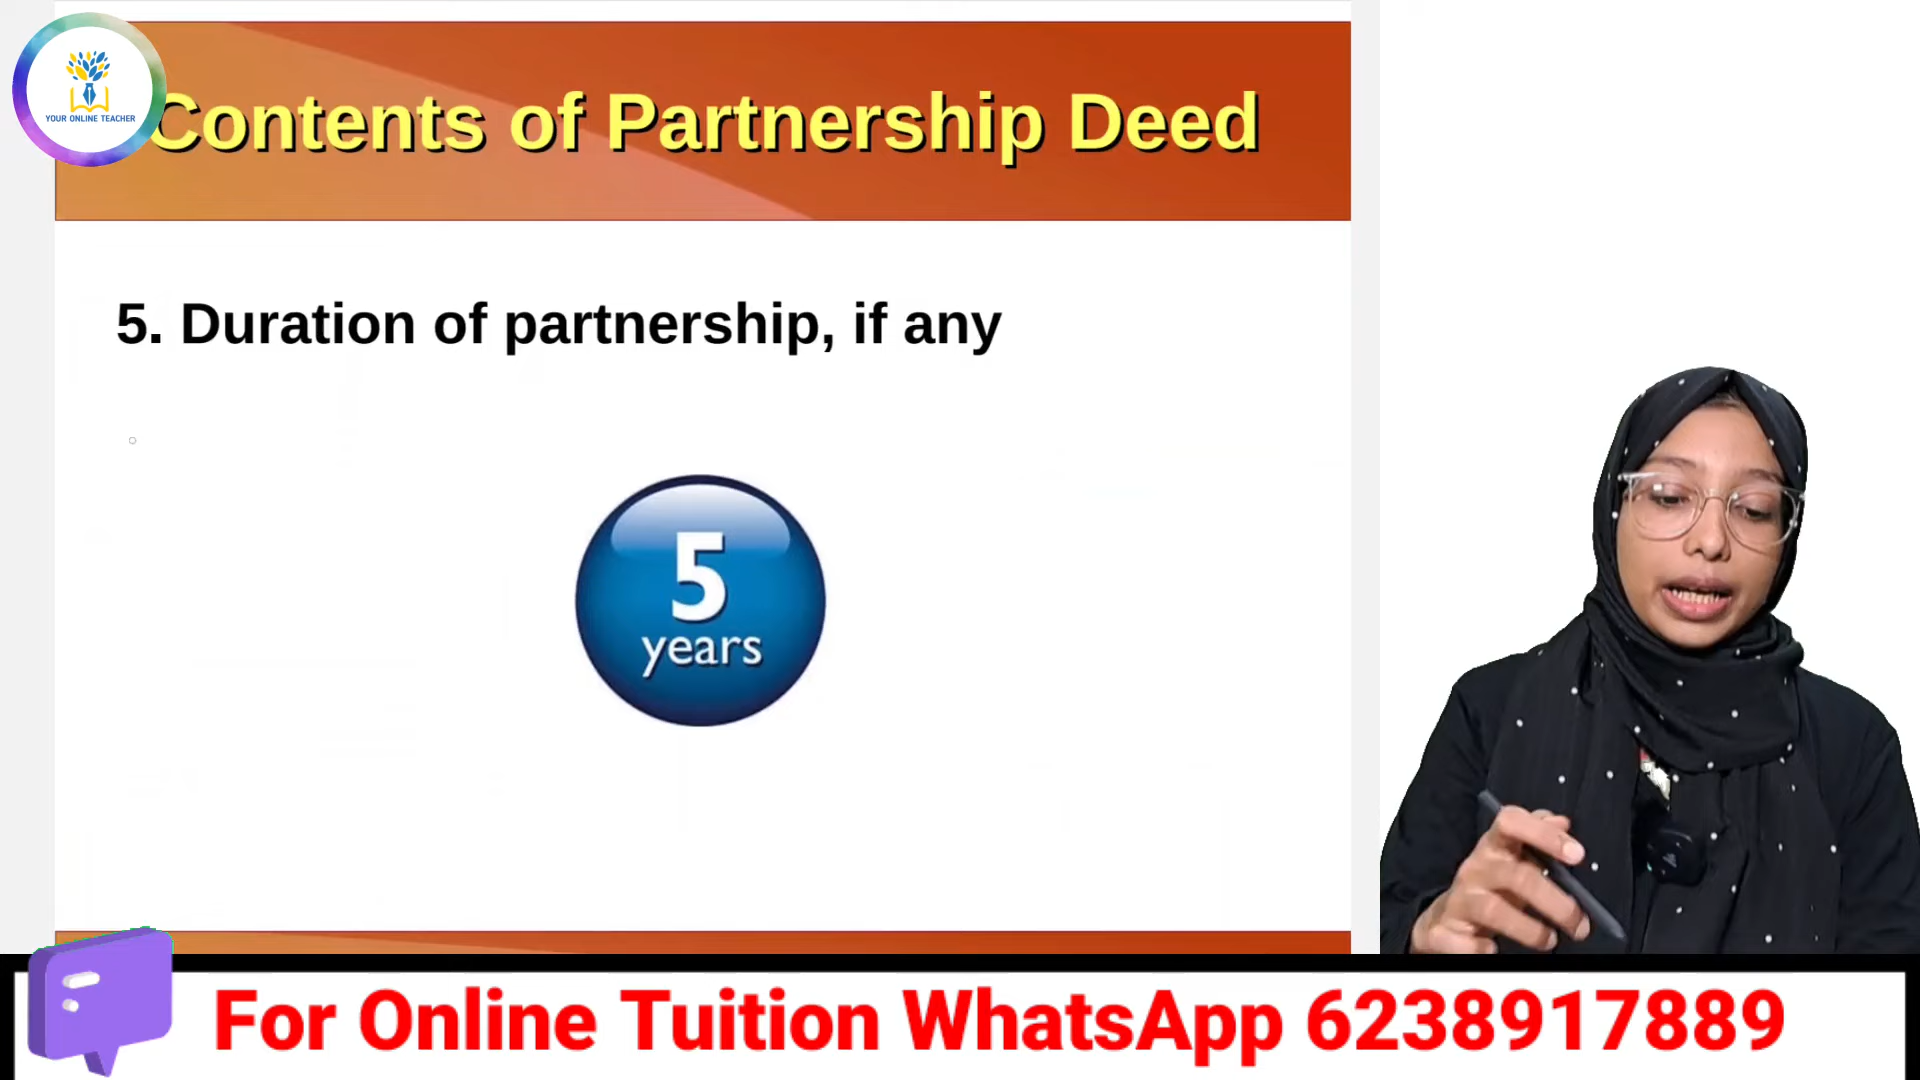 YOUR ONLINE TEACHER
Contents of Partnership Deed
5. Duration of partnership, if any
5
years
For Online Tuition WhatsApp 6238917889